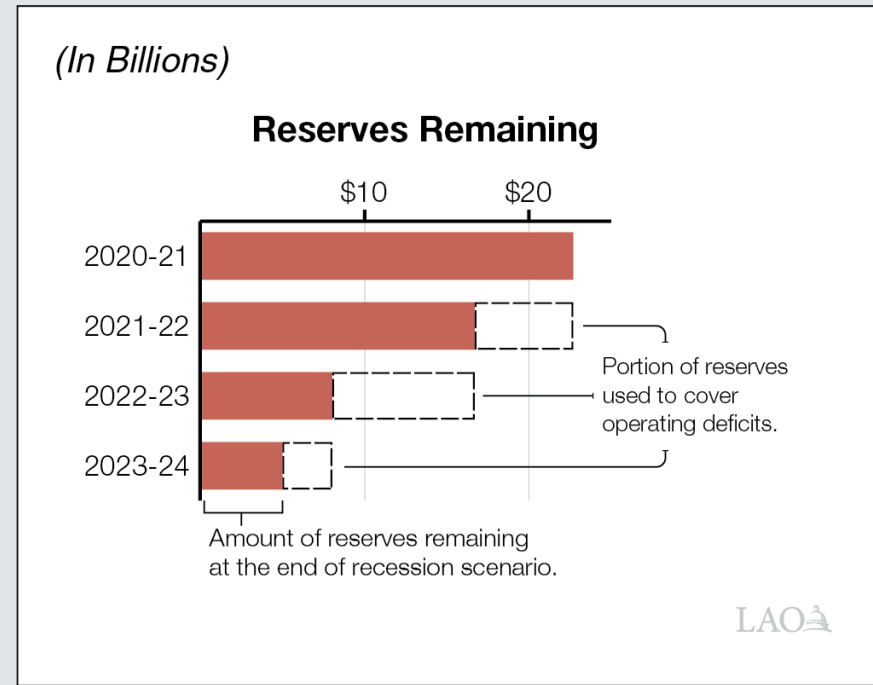 (In Billions)
Reserves Remaining
$10 $20
2020-21
2021-22
2022-23
2023-24
Portion of reserves
used to cover
operating deficits.
Amount of reserves remaining
at the end of recession scenario.
LAO